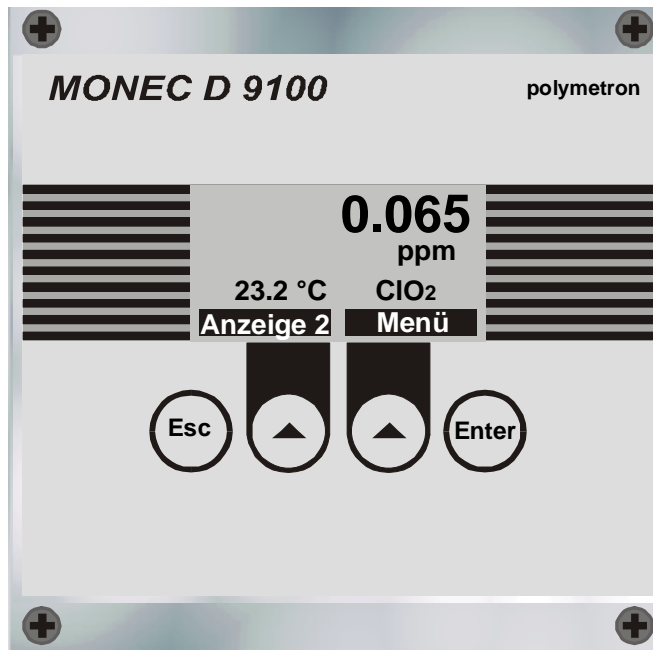 MONEC D 9100 polymetron
0.065
ppm
23.2 °C ClO2
Anzeige 2 Menü
Esc Enter